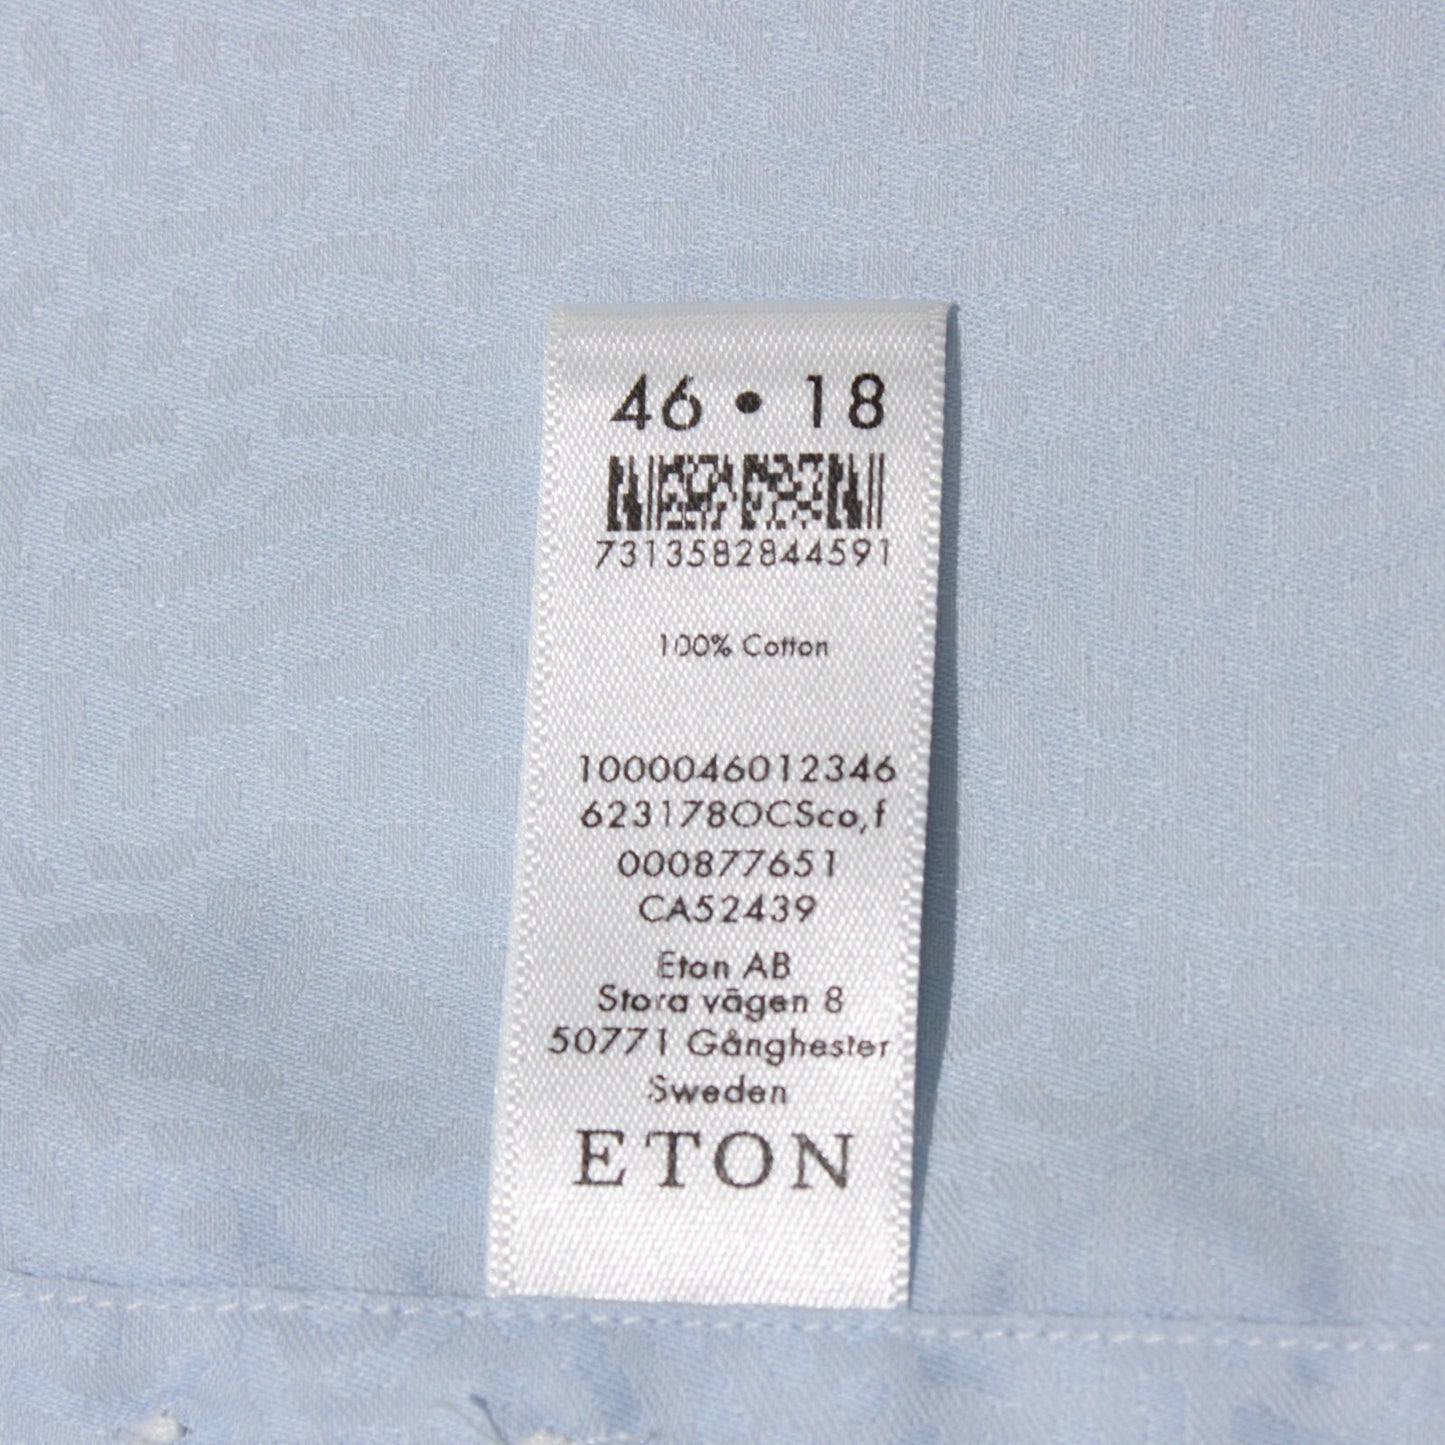 46 • 18
7313582844591
100% Cotton
1000046012346
623178OCSco,f
000877651
CA52439
Eton AB
Stora vägen 8
50771 Gånghester
Sweden
ETON